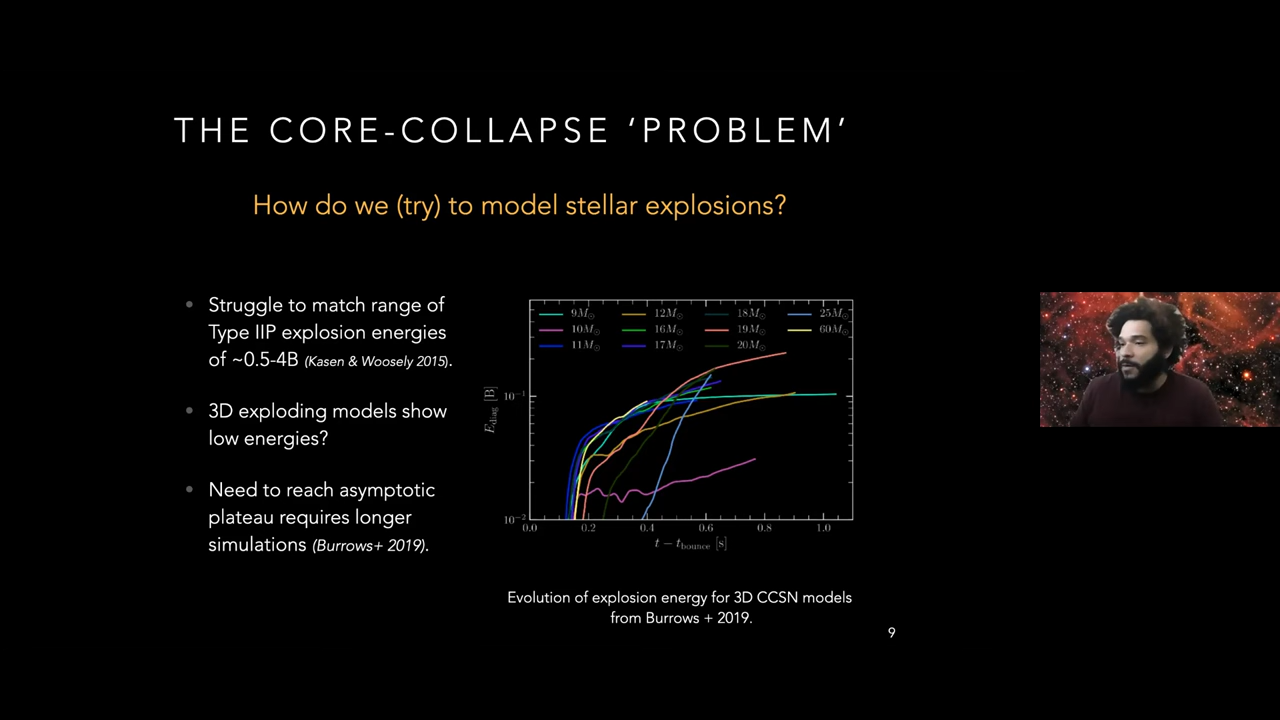 THE CORE-COLLAPSE ‘PROBLEM’
How do we (try) to model stellar explosions?
• Struggle to match range of
Type IIP explosion energies
of ~0.5-4B (Kasen & Woosely 2015).
• 3D exploding models show
low energies?
• Need to reach asymptotic
plateau requires longer
simulations (Burrows+ 2019).
9M☉ 12M☉ 18M☉ 25M☉
10M☉ 16M☉ 19M☉ 60M☉
11M☉ 17M☉ 20M☉
E_diag [B]
10⁻¹
10⁻²
0.0 0.2 0.4 0.6 0.8 1.0
t − t_bounce [s]
Evolution of explosion energy for 3D CCSN models
from Burrows + 2019.
9